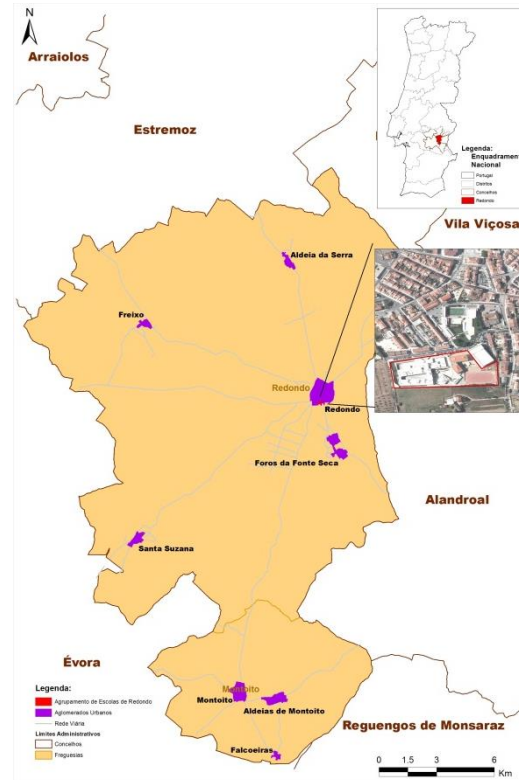 N
Arraiolos
Estremoz
Legenda:
Enquadramento
Nacional
Portugal
Distritos
Concelhos
Redondo
Vila Viçosa
Aldeia da Serra
Freixo
Redondo
Redondo
Foros da Fonte Seca
Alandroal
Santa Suzana
Évora
Montoito
Montoito
Aldeias de Montoito
Falcoeiras
Reguengos de Monsaraz
Legenda:
Agrupamento de Escolas de Redondo
Aglomerados Urbanos
Rede Viária
Limites Administrativos
Concelhos
Freguesias
0 1.5 3 6
Km